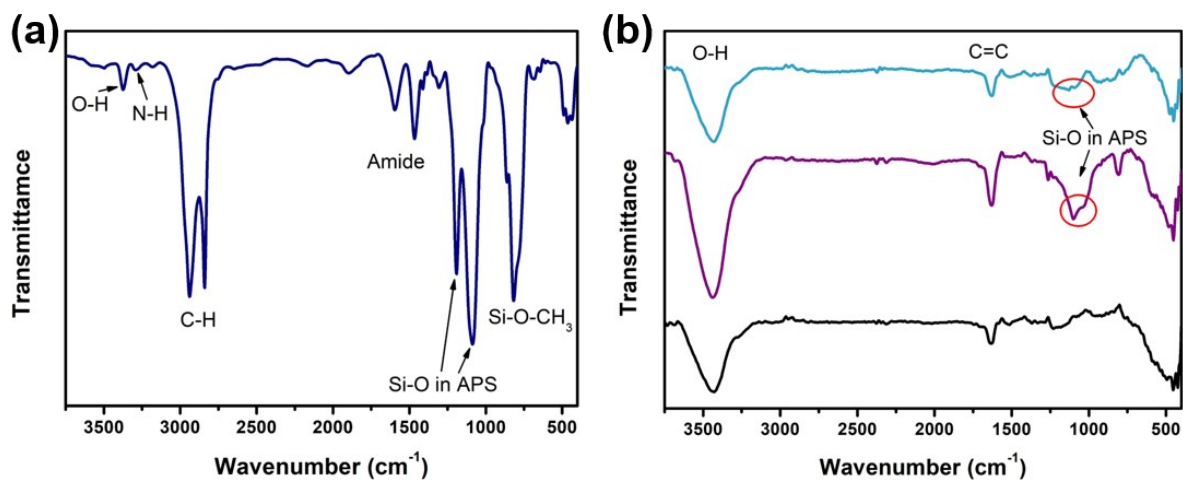 (a)
O-H
N-H
C-H
Amide
Si-O in APS
Si-O-CH₃
Transmittamce
3500 3000 2500 2000 1500 1000 500
Wavenumber (cm⁻¹)
(b)
O-H
C=C
Si-O in APS
Transmittance
3500 3000 2500 2000 1500 1000 500
Wavenumber (cm⁻¹)